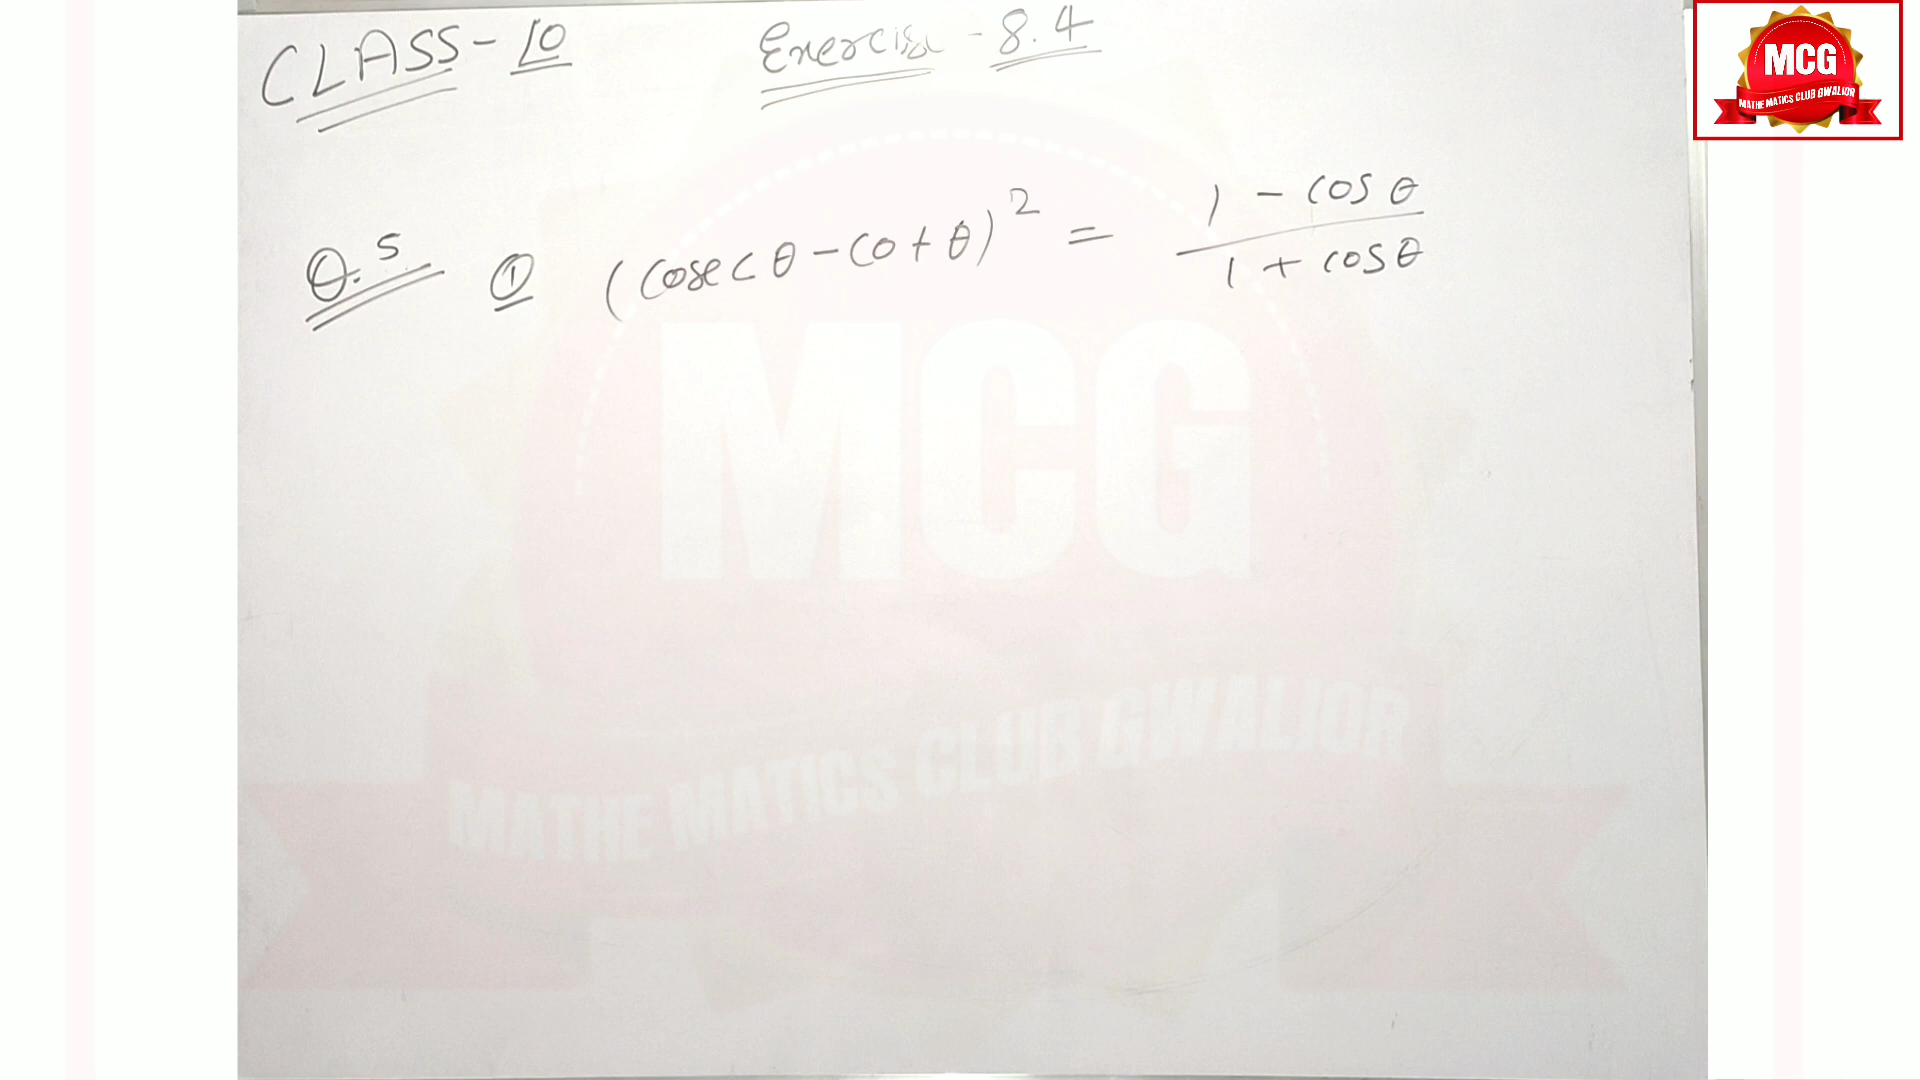 CLASS-10 Exercise-8.4
MCG
MATHE MATICS CLUB GWALIOR
Q.5. ① (cosec θ - cot θ)² = 1 - cos θ / 1 + cos θ
MCG
MATHE MATICS CLUB GWALIOR